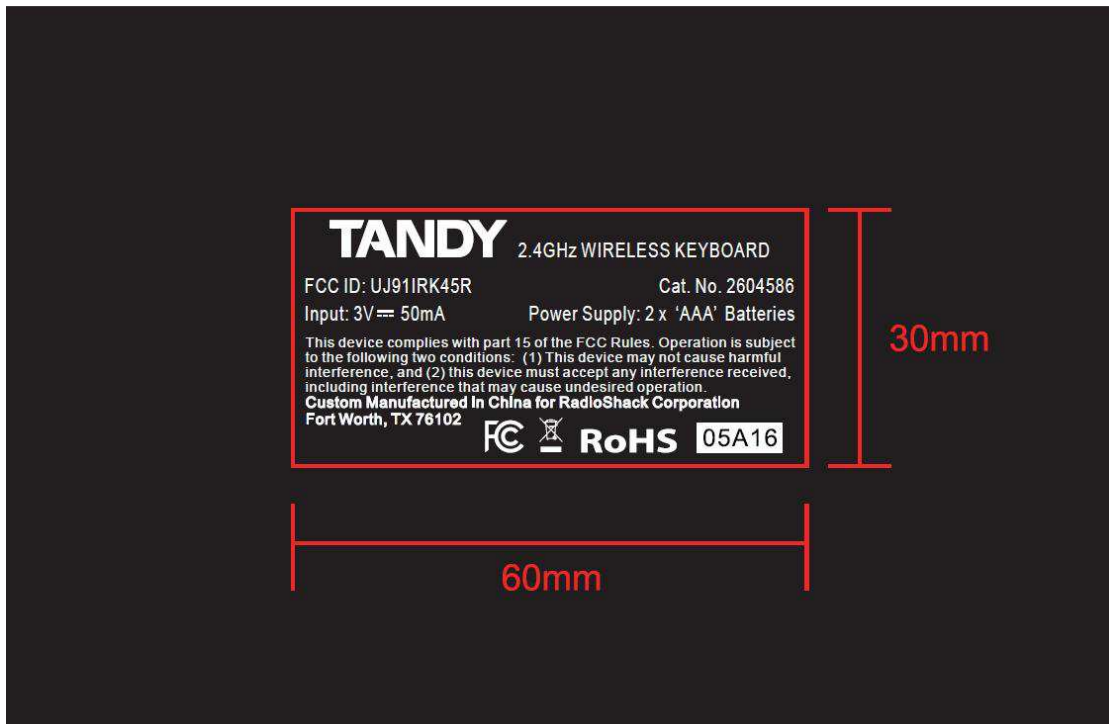 TANDY 2.4GHz WIRELESS KEYBOARD
FCC ID: UJ91IRK45R Cat. No. 2604586
Input: 3V⎓ 50mA Power Supply: 2 x ‘AAA’ Batteries
This device complies with part 15 of the FCC Rules. Operation is subject
to the following two conditions: (1) This device may not cause harmful
interference, and (2) this device must accept any interference received,
including interference that may cause undesired operation.
Custom Manufactured in China for RadioShack Corporation
Fort Worth, TX 76102
FC RoHS 05A16
30mm
60mm